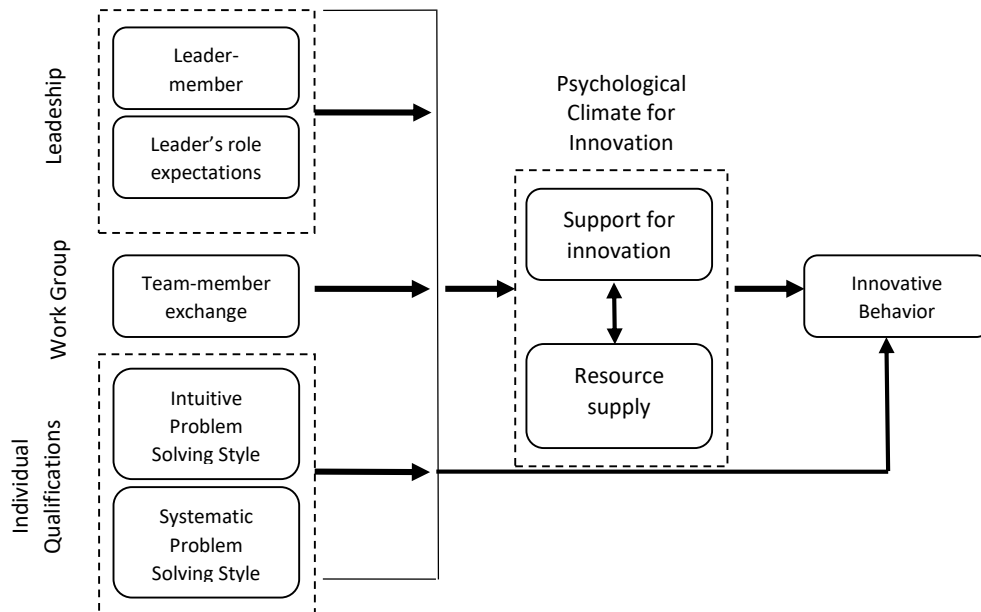 Leadeship
Leader-
member
Leader's role
expectations
Work Group
Team-member
exchange
Individual
Qualifications
Intuitive
Problem
Solving Style
Systematic
Problem
Solving Style
Psychological
Climate for
Innovation
Support for
innovation
Resource
supply
Innovative
Behavior